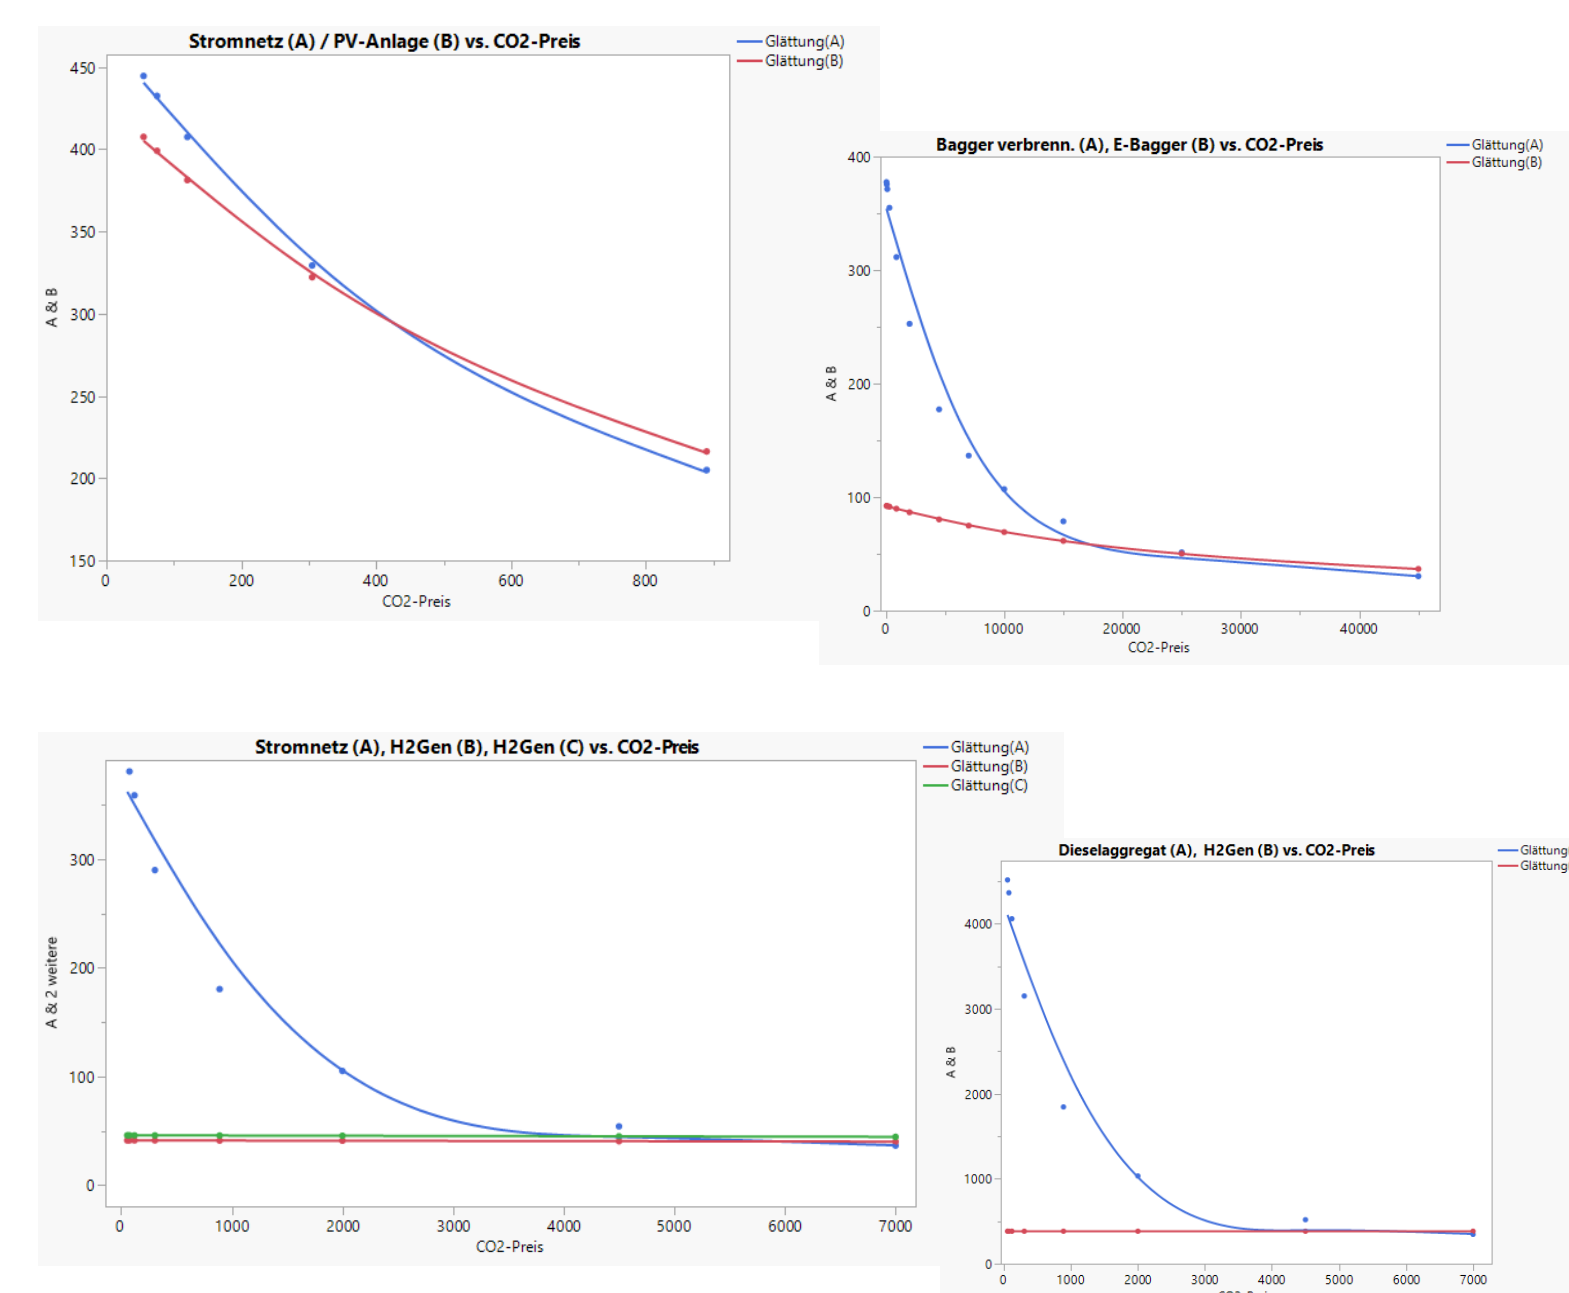 Stromnetz (A) / PV-Anlage (B) vs. CO2-Preis
Glättung(A)
Glättung(B)
450
400
350
300
250
200
150
A & B
0 200 400 600 800
CO2-Preis
Bagger verbrenn. (A), E-Bagger (B) vs. CO2-Preis
Glättung(A)
Glättung(B)
400
300
200
100
0
A & B
0 10000 20000 30000 40000
CO2-Preis
Stromnetz (A), H2Gen (B), H2Gen (C) vs. CO2-Preis
Glättung(A)
Glättung(B)
Glättung(C)
300
200
100
0
A & 2 weitere
0 1000 2000 3000 4000 5000 6000 7000
CO2-Preis
Dieselaggregat (A), H2Gen (B) vs. CO2-Preis
Glättung(
Glättung(
4000
3000
2000
1000
0
A & B
0 1000 2000 3000 4000 5000 6000 7000